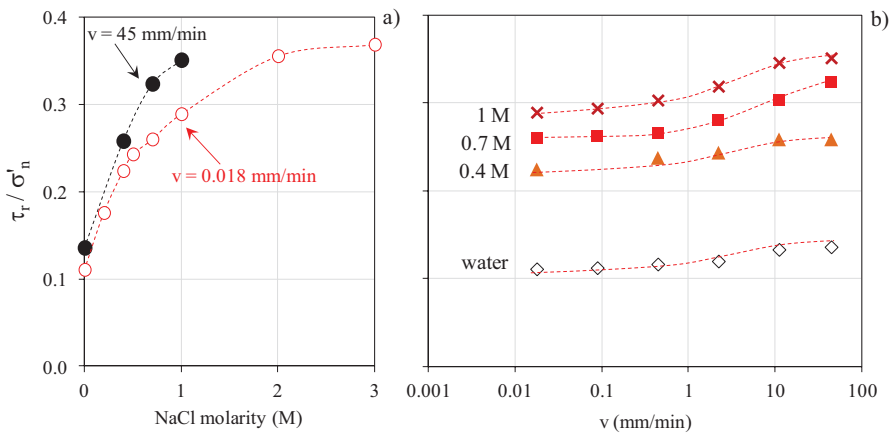 a)
0.4
0.3
0.2
0.1
0.0
τr / σ'n
v = 45 mm/min
v = 0.018 mm/min
0
1
2
3
NaCl molarity (M)
b)
1 M
0.7 M
0.4 M
water
0.001
0.01
0.1
1
10
100
v (mm/min)